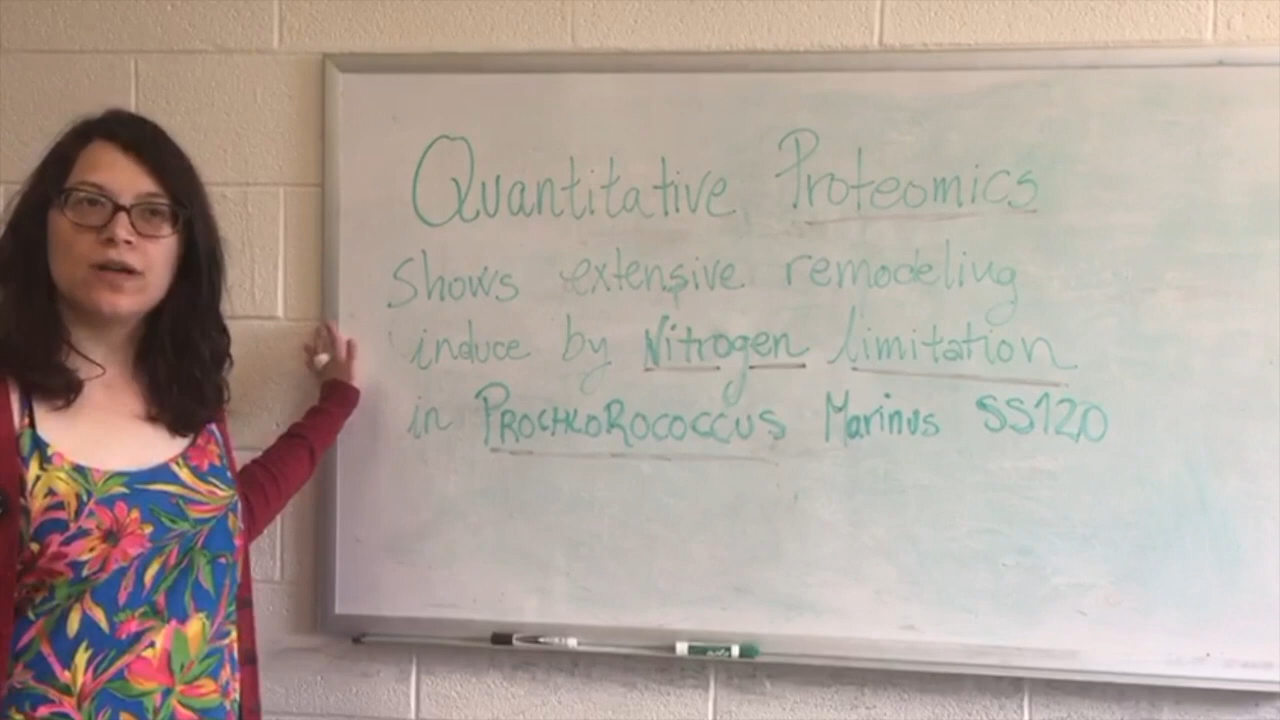 Quantitative Proteomics
Shows extensive remodeling
induce by Nitrogen limitation
in PROCHLOROCOCCUS Marinus SS120